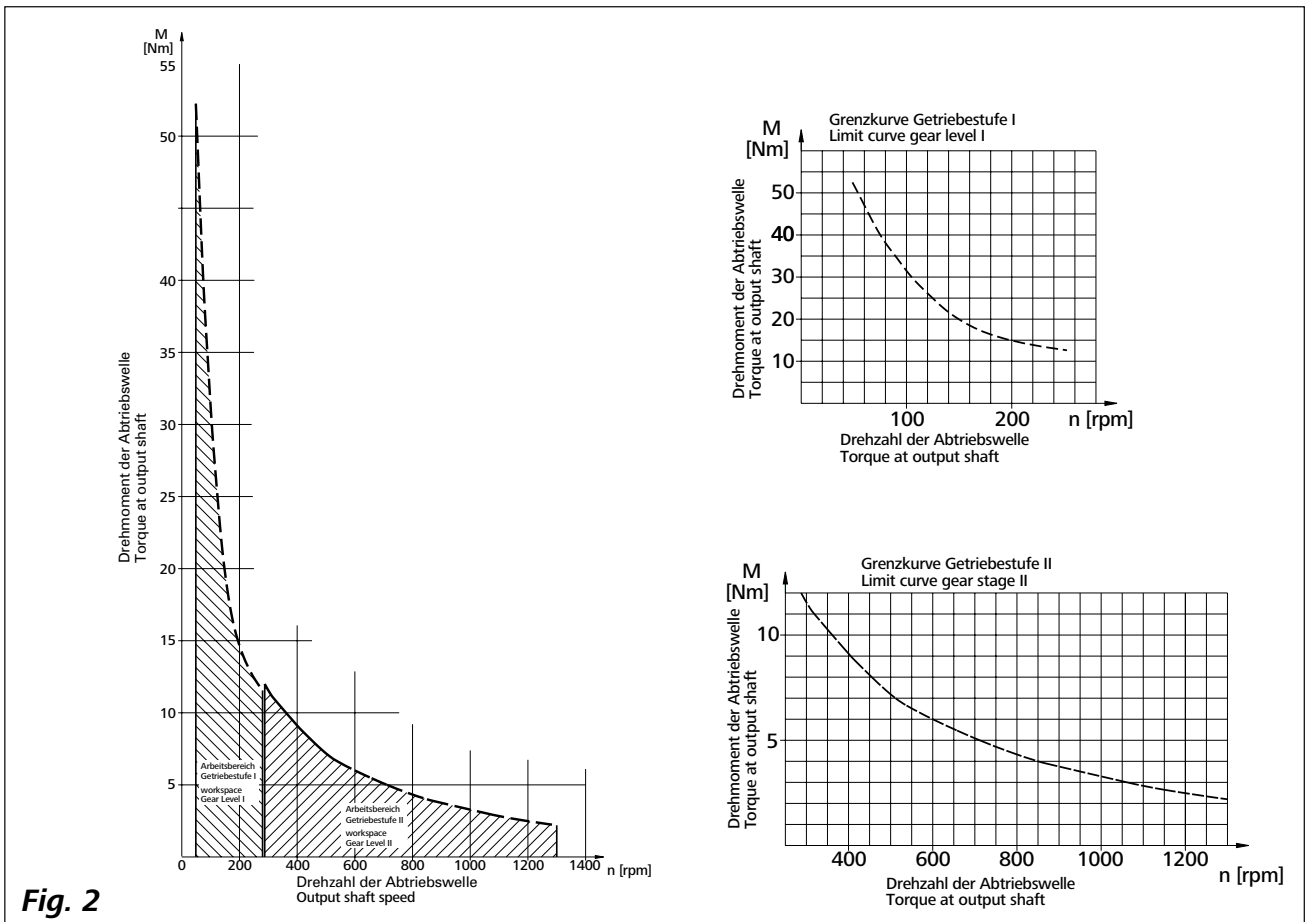 M
[Nm]
55
50
45
40
35
30
25
20
15
10
5
Drehmoment der Abtriebswelle
Torque at output shaft
Arbeitsbereich
Getriebestufe I
workspace
Gear Level I
Arbeitsbereich
Getriebestufe II
workspace
Gear Level II
0 200 400 600 800 1000 1200 1400 n [rpm]
Drehzahl der Abtriebswelle
Output shaft speed
Grenzkurve Getriebestufe I
Limit curve gear level I
M
[Nm]
50
40
30
20
10
Drehmoment der Abtriebswelle
Torque at output shaft
100 200 n [rpm]
Drehzahl der Abtriebswelle
Torque at output shaft
Grenzkurve Getriebestufe II
Limit curve gear stage II
M
[Nm]
10
5
Drehmoment der Abtriebswelle
Torque at output shaft
400 600 800 1000 1200 n [rpm]
Drehzahl der Abtriebswelle
Torque at output shaft
Fig. 2